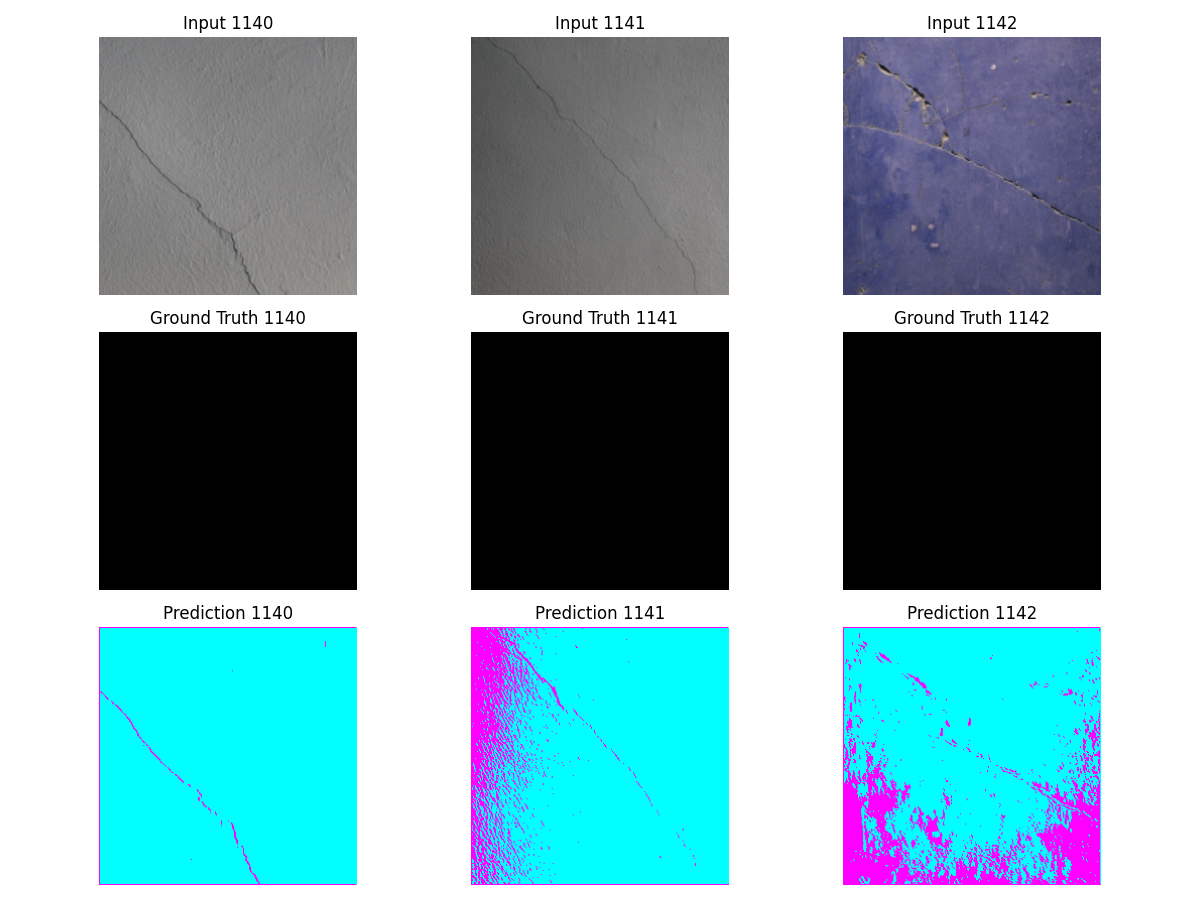 Input 1140
Input 1141
Input 1142
Ground Truth 1140
Ground Truth 1141
Ground Truth 1142
Prediction 1140
Prediction 1141
Prediction 1142